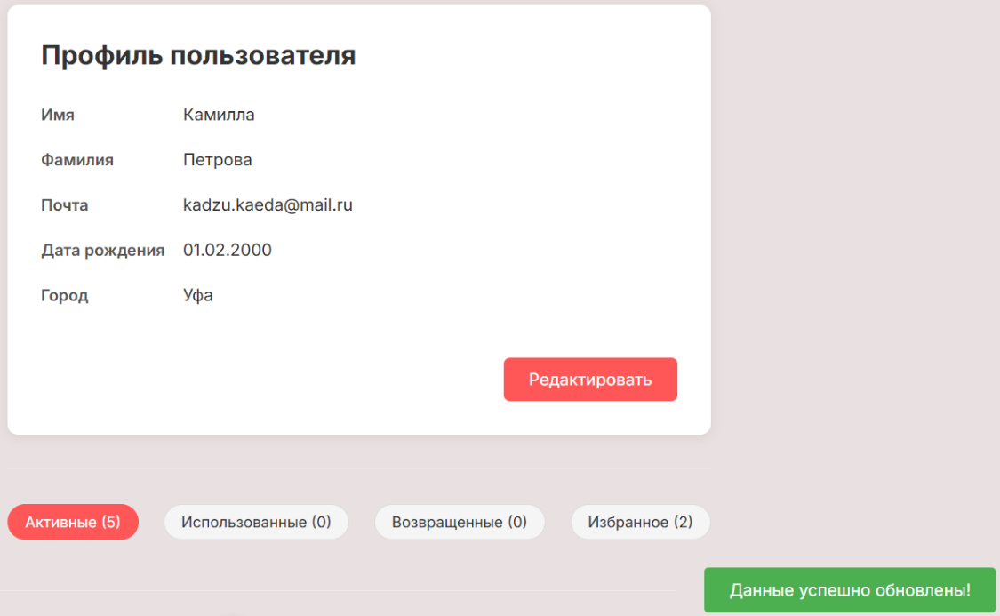 Профиль пользователя
Имя Камилла
Фамилия Петрова
Почта kadzu.kaeda@mail.ru
Дата рождения 01.02.2000
Город Уфа
Редактировать
Активные (5) Использованные (0) Возвращенные (0) Избранное (2)
Данные успешно обновлены!